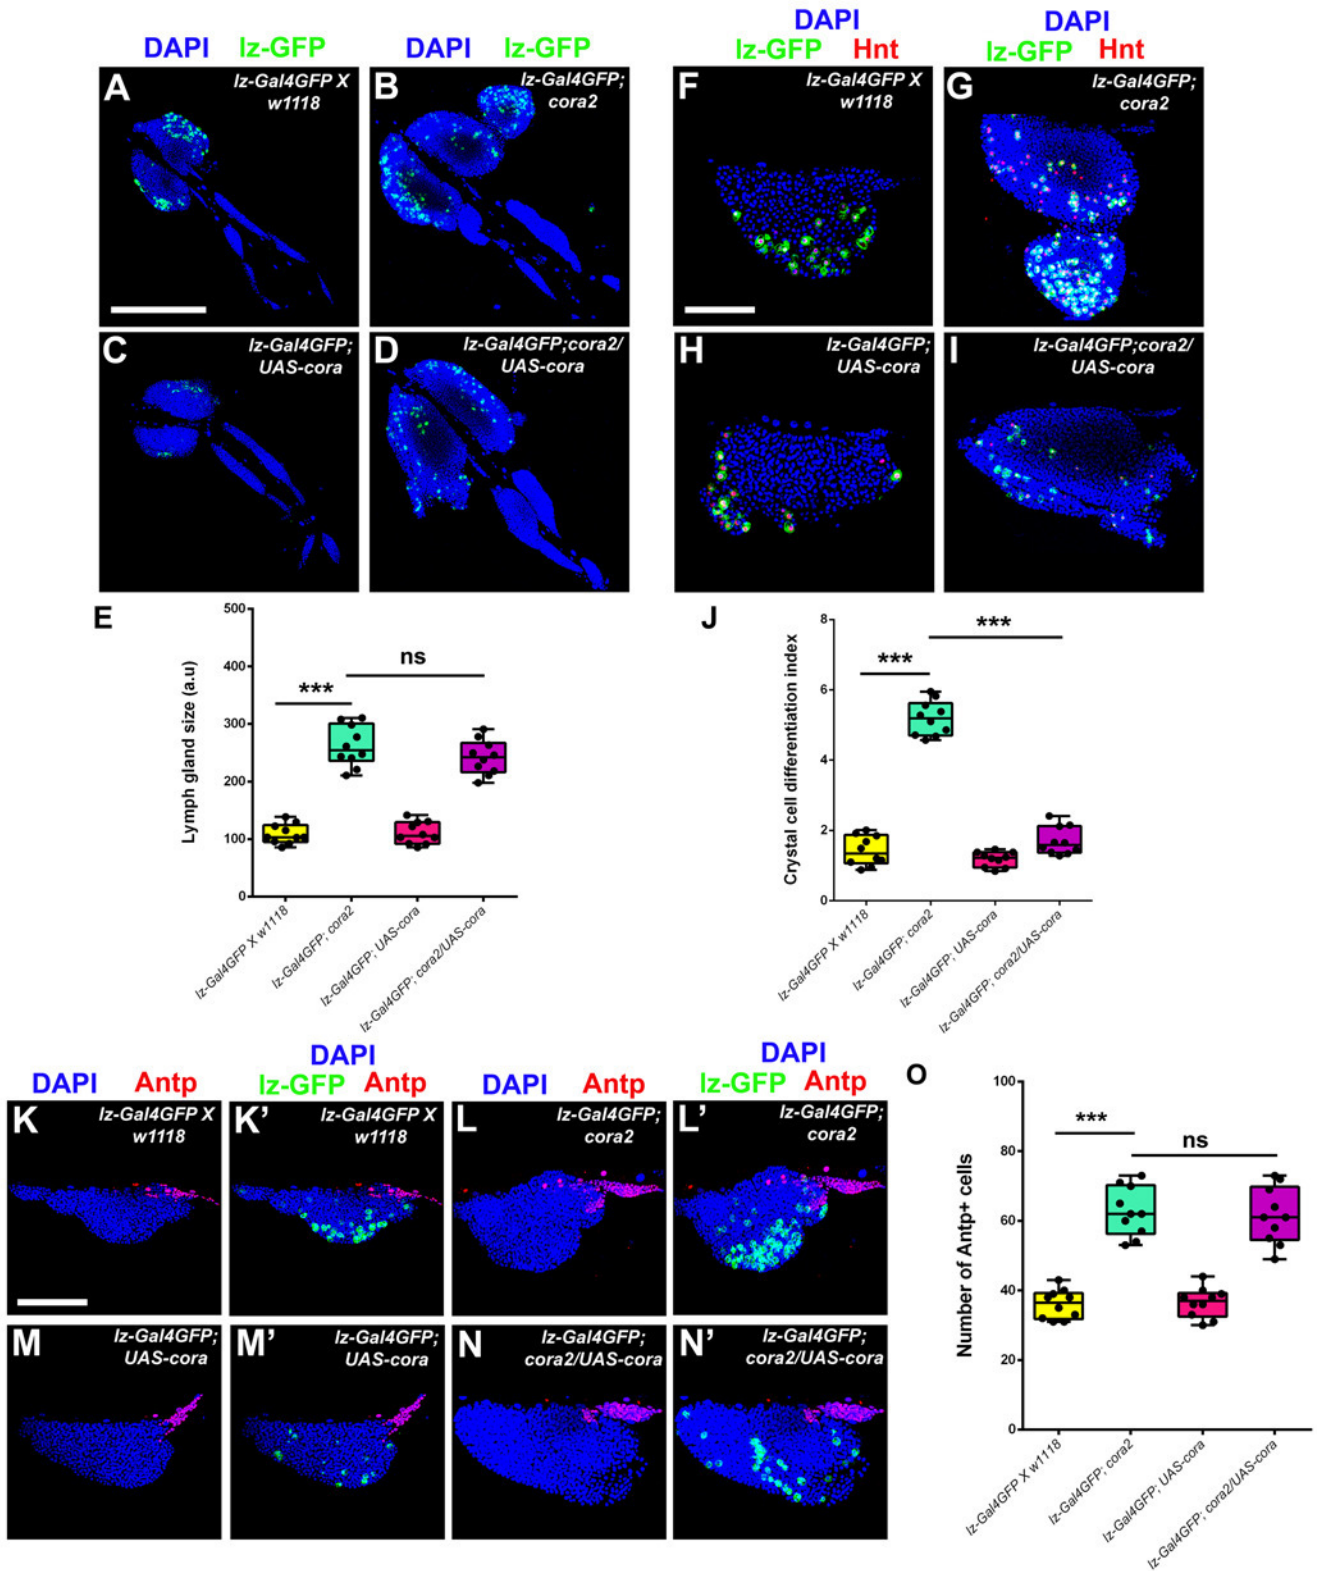 DAPI lz-GFP
DAPI lz-GFP
DAPI
lz-GFP Hnt
DAPI
lz-GFP Hnt
A
lz-Gal4GFP X
w1118
B
lz-Gal4GFP;
cora2
F
lz-Gal4GFP X
w1118
G
lz-Gal4GFP;
cora2
C
lz-Gal4GFP;
UAS-cora
D
lz-Gal4GFP;cora2/
UAS-cora
H
lz-Gal4GFP;
UAS-cora
I
lz-Gal4GFP;cora2/
UAS-cora
E
Lymph gland size (a.u)
500
400
300
200
100
0
***
ns
lz-Gal4GFP X w1118
lz-Gal4GFP; cora2
lz-Gal4GFP; UAS-cora
lz-Gal4GFP; cora2/UAS-cora
J
Crystal cell differentiation index
8
6
4
2
0
***
***
lz-Gal4GFP X w1118
lz-Gal4GFP; cora2
lz-Gal4GFP; UAS-cora
lz-Gal4GFP; cora2/UAS-cora
DAPI Antp
DAPI
lz-GFP Antp
DAPI Antp
DAPI
lz-GFP Antp
K
lz-Gal4GFP X
w1118
K’
lz-Gal4GFP X
w1118
L
lz-Gal4GFP;
cora2
L’
lz-Gal4GFP;
cora2
M
lz-Gal4GFP;
UAS-cora
M’
lz-Gal4GFP;
UAS-cora
N
lz-Gal4GFP;
cora2/UAS-cora
N’
lz-Gal4GFP;
cora2/UAS-cora
O
Number of Antp+ cells
100
80
60
40
20
0
***
ns
lz-Gal4GFP X w1118
lz-Gal4GFP; cora2
lz-Gal4GFP; UAS-cora
lz-Gal4GFP; cora2/UAS-cora